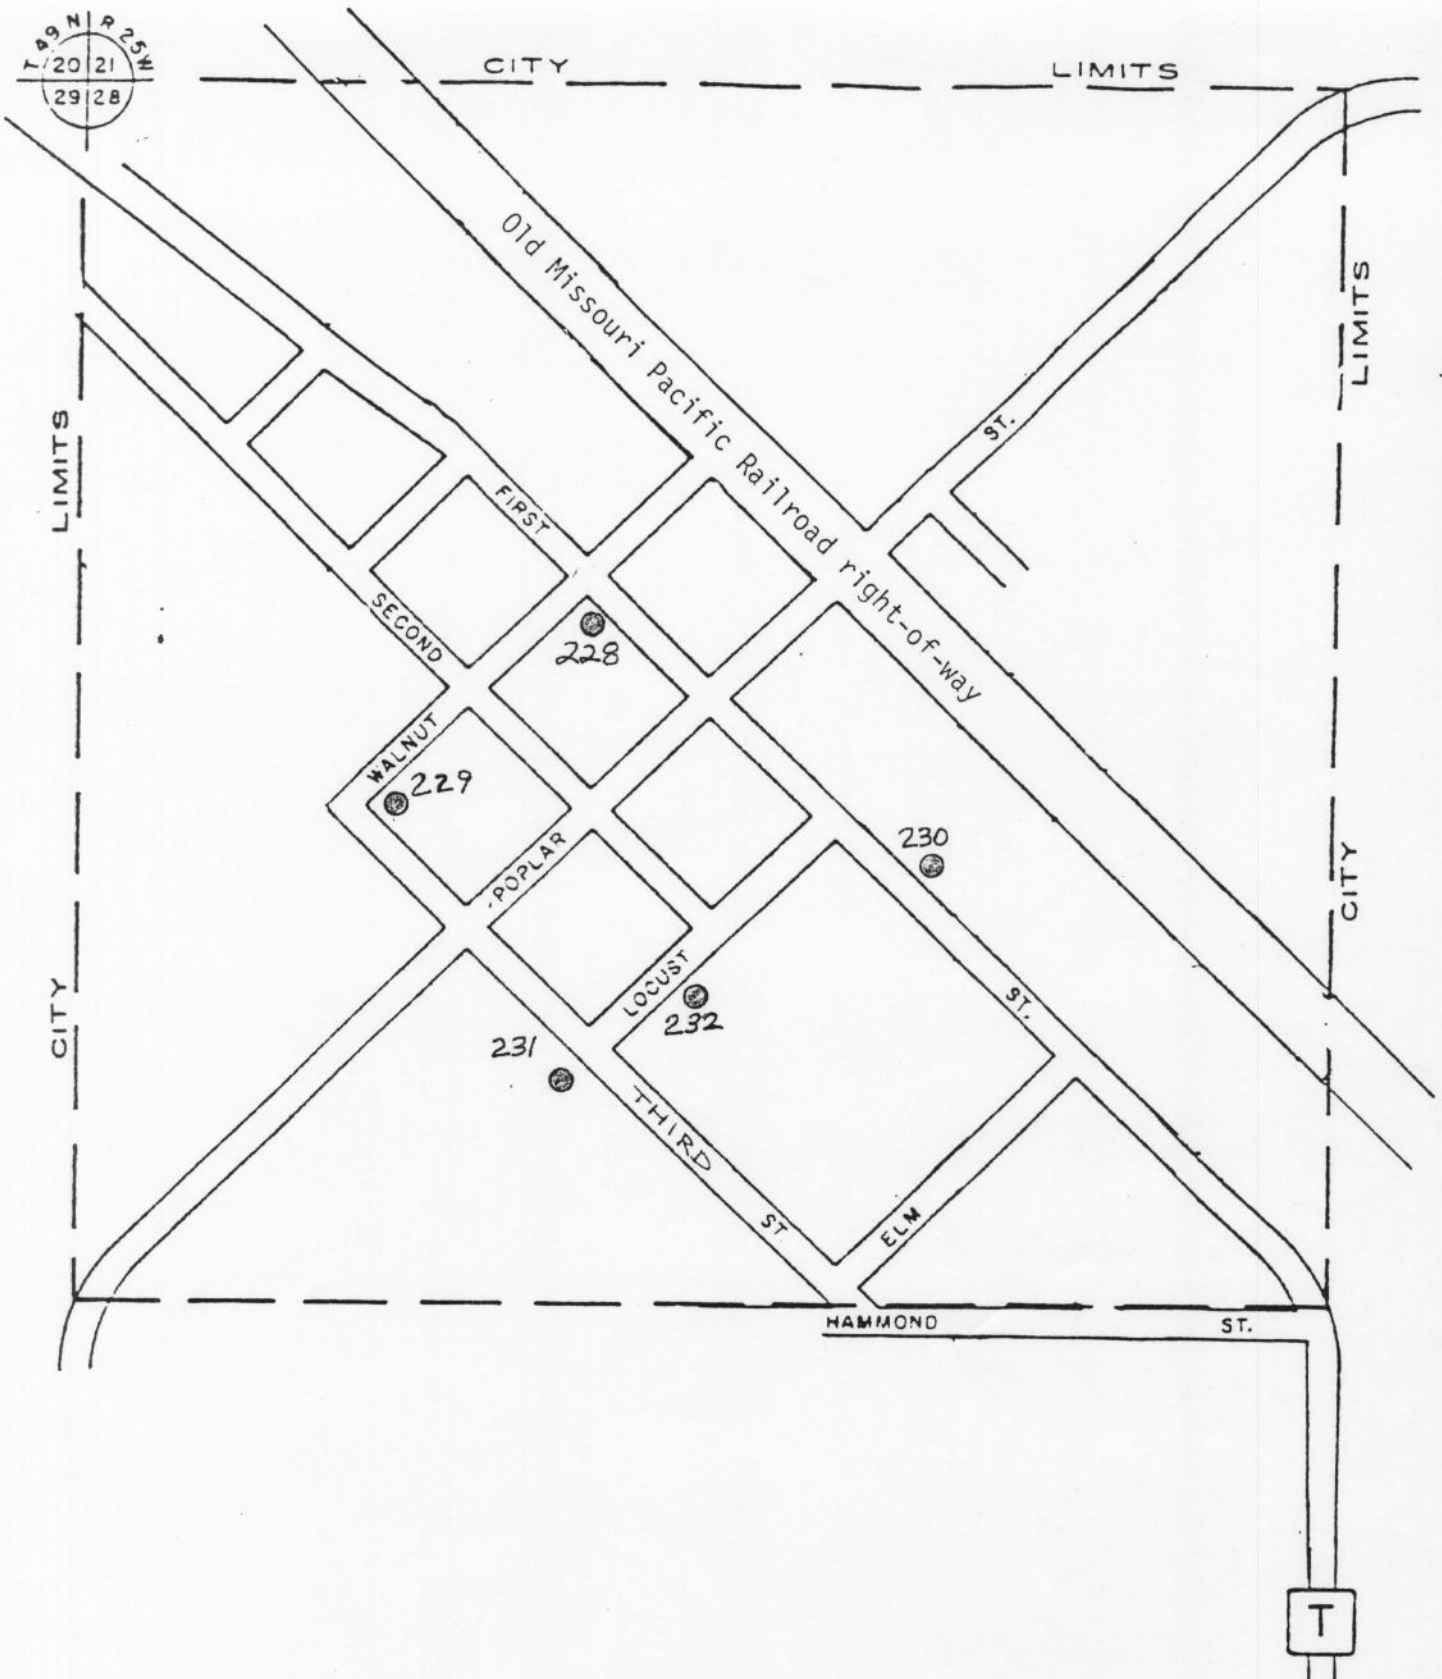 T 49 N R 25 W
20 21
29 28
CITY LIMITS
Old Missouri Pacific Railroad right-of-way
LIMITS
CITY
LIMITS
CITY
ST.
FIRST
ST.
SECOND
228
WALNUT
229
230
POPLAR
LOCUST
232
231
THIRD
ST
ELM
HAMMOND ST.
T